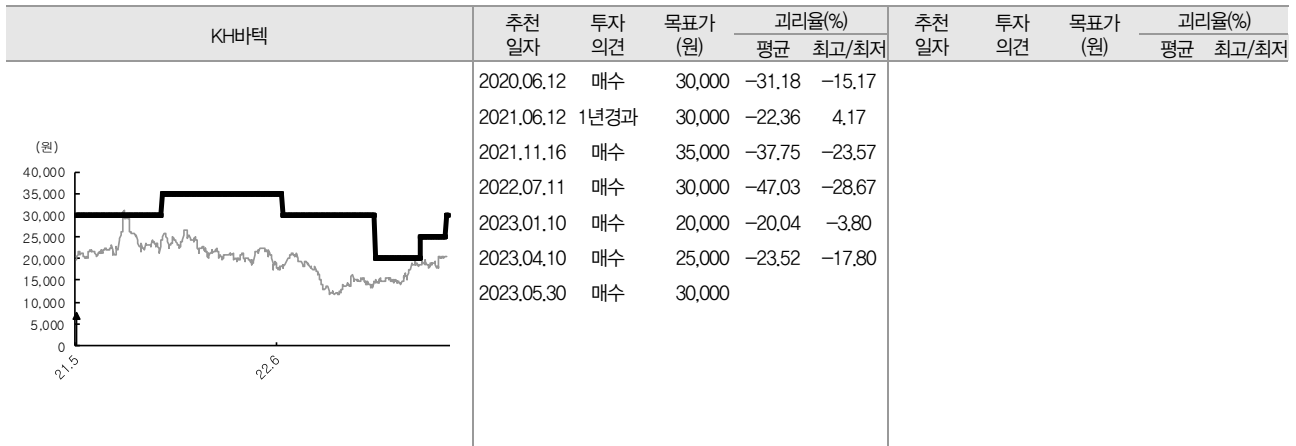 KH바텍
추천 투자 목표가 괴리율(%) 추천 투자 목표가 괴리율(%)
일자 의견 (원) 평균 최고/최저 일자 의견 (원) 평균 최고/최저
2020.06.12 매수 30,000 −31.18 −15.17
2021.06.12 1년경과 30,000 −22.36 4.17
2021.11.16 매수 35,000 −37.75 −23.57
2022.07.11 매수 30,000 −47.03 −28.67
2023.01.10 매수 20,000 −20.04 −3.80
2023.04.10 매수 25,000 −23.52 −17.80
2023.05.30 매수 30,000
(원)
40,000
35,000
30,000
25,000
20,000
15,000
10,000
5,000
0
21.5 22.6